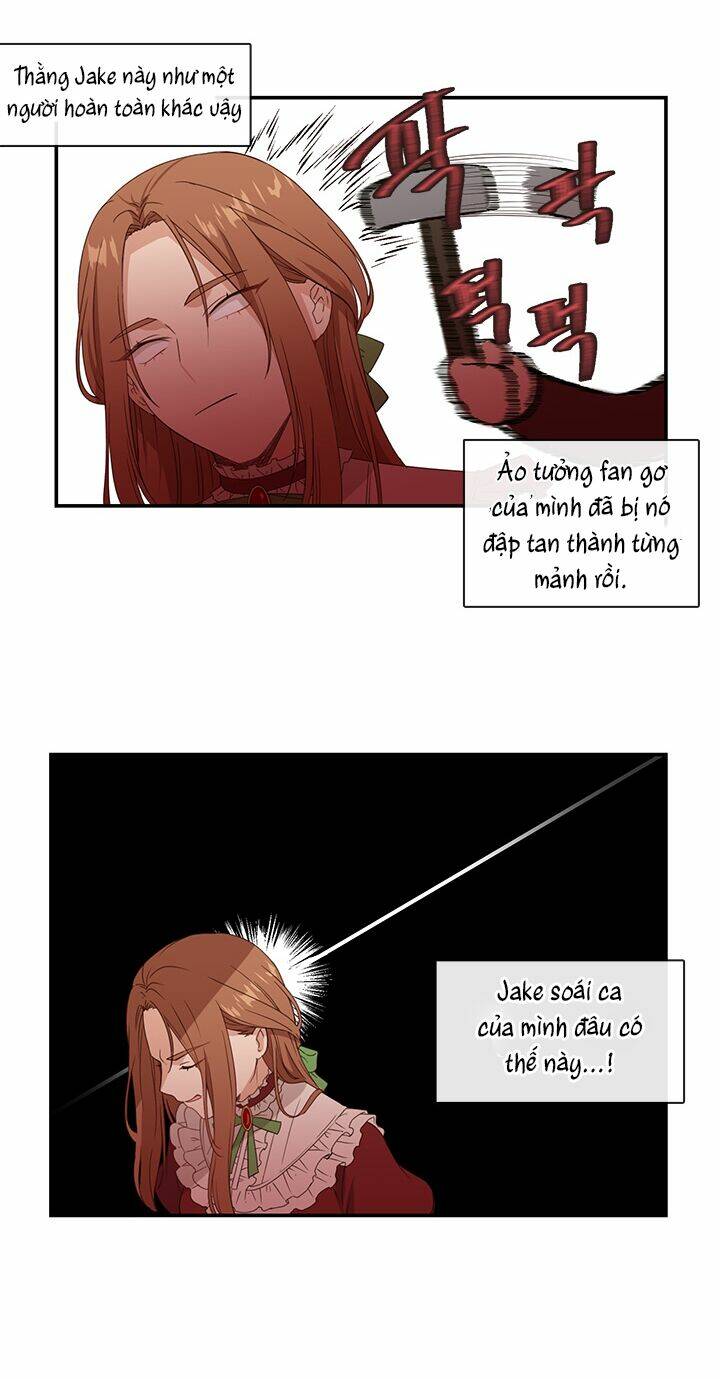 Thằng Jake này như một
người hoàn toàn khác vậy
퍽
퍽
퍽
퍽
Ảo tưởng fan gơ
của mình đã bị nó
đập tan thành từng
mảnh rồi.
Jake soái ca
của mình đâu có
thế này...!